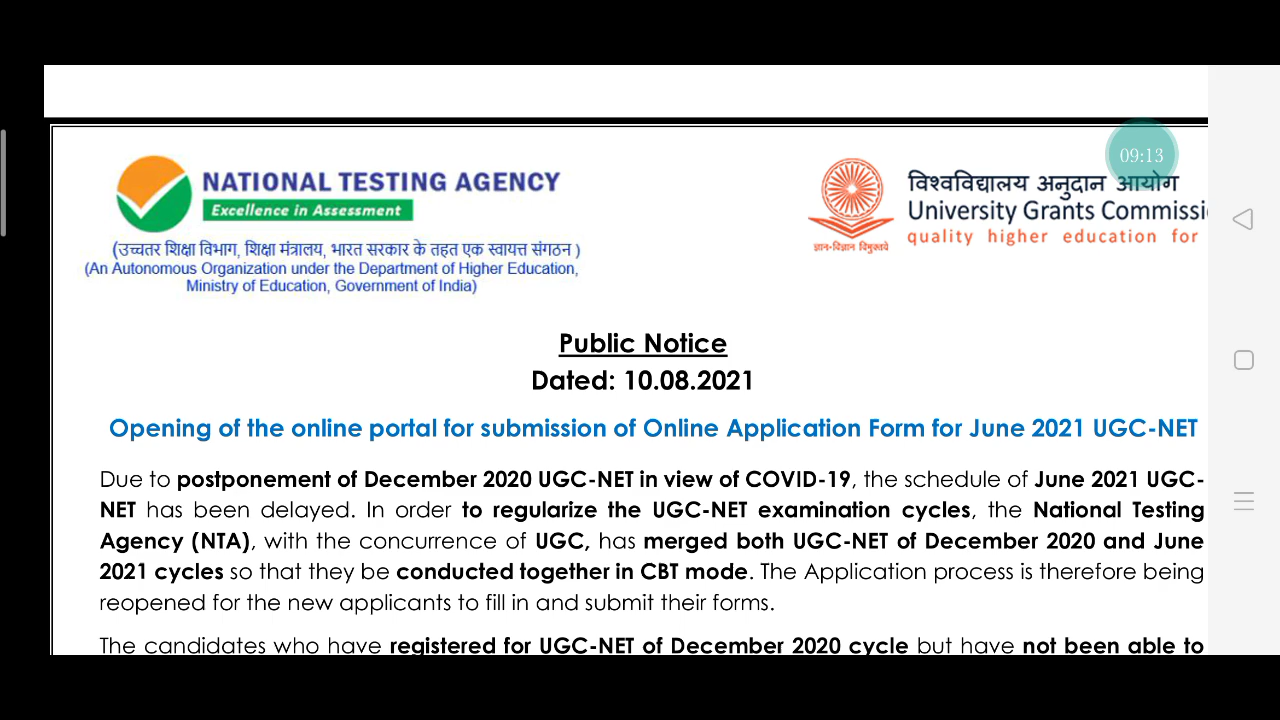 09:13
NATIONAL TESTING AGENCY
Excellence in Assessment
(उच्चतर शिक्षा विभाग, शिक्षा मंत्रालय, भारत सरकार के तहत एक स्वायत्त संगठन )
(An Autonomous Organization under the Department of Higher Education,
Ministry of Education, Government of India)
विश्वविद्यालय अनुदान आयोग
University Grants Commissi
quality higher education for
ज्ञान-विज्ञान विमुक्तये
Public Notice
Dated: 10.08.2021
Opening of the online portal for submission of Online Application Form for June 2021 UGC-NET
Due to postponement of December 2020 UGC-NET in view of COVID-19, the schedule of June 2021 UGC-
NET has been delayed. In order to regularize the UGC-NET examination cycles, the National Testing
Agency (NTA), with the concurrence of UGC, has merged both UGC-NET of December 2020 and June
2021 cycles so that they be conducted together in CBT mode. The Application process is therefore being
reopened for the new applicants to fill in and submit their forms.
The candidates who have registered for UGC-NET of December 2020 cycle but have not been able to